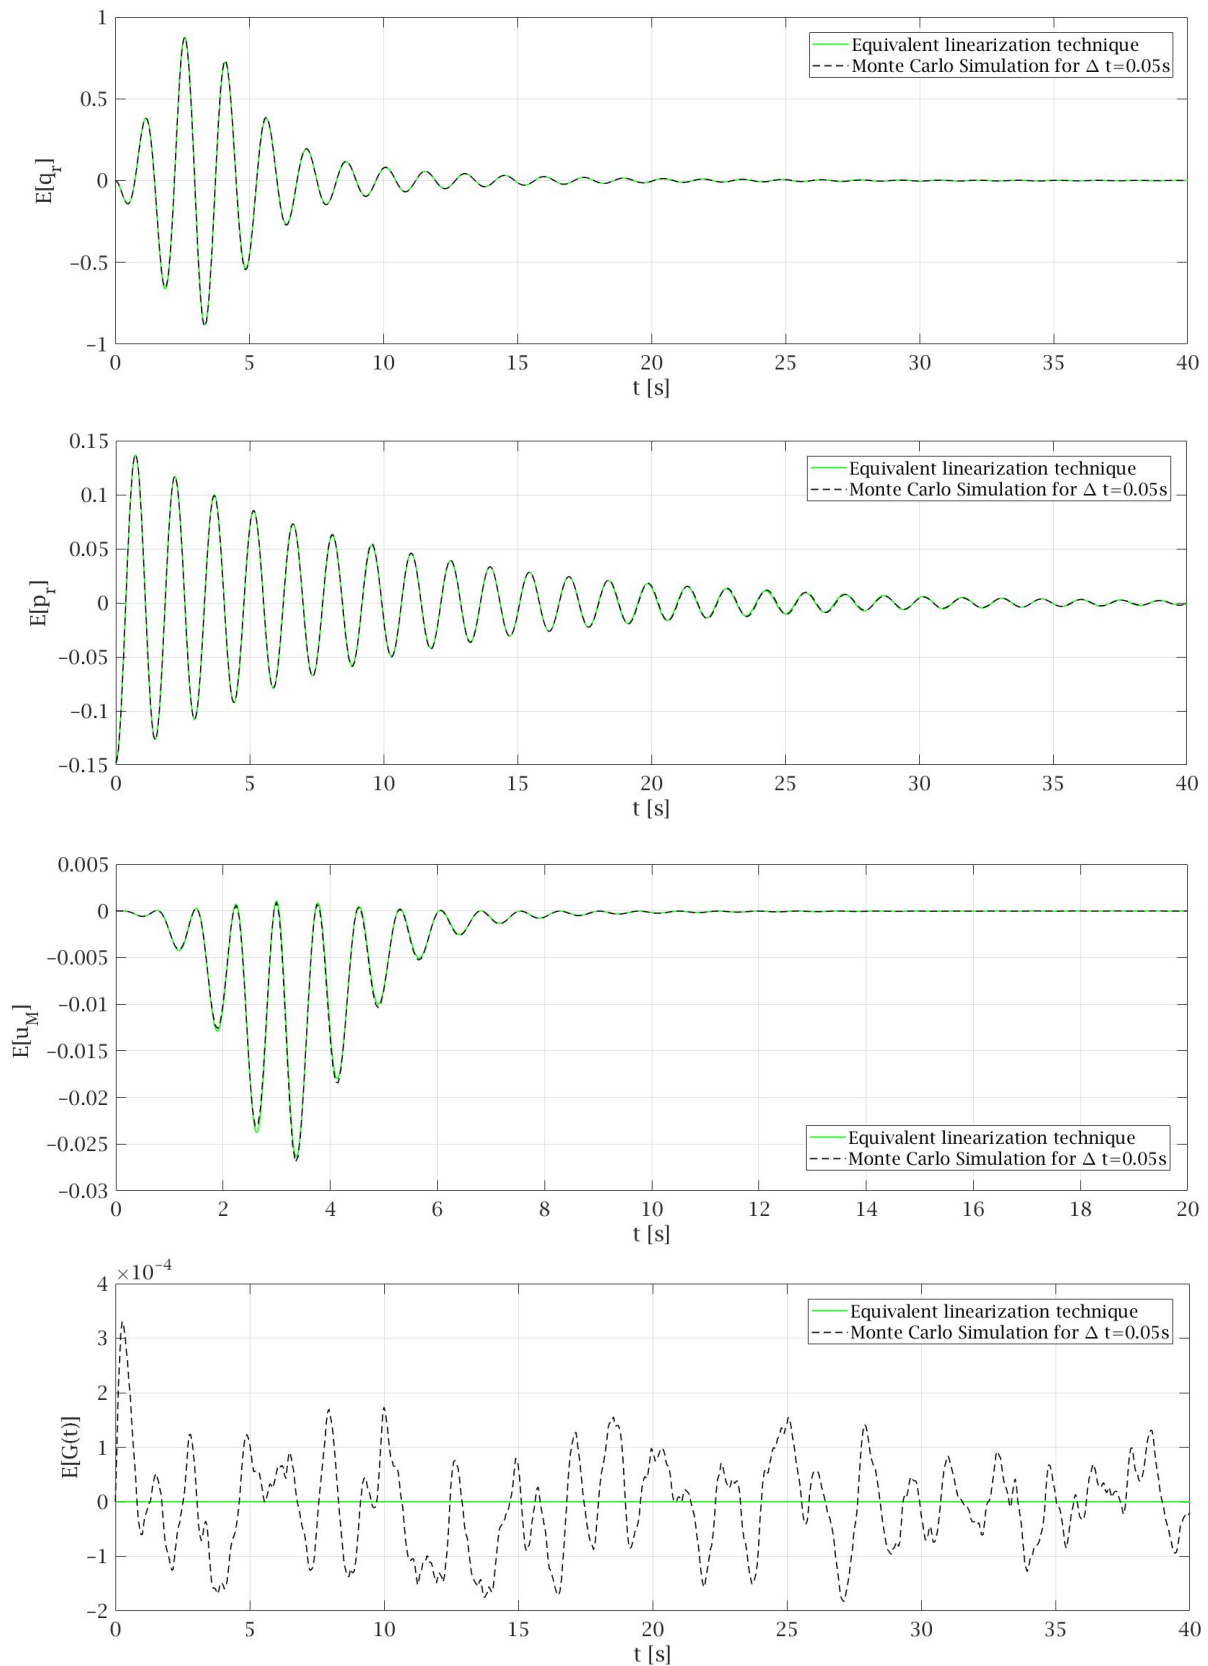 1
Equivalent linearization technique
Monte Carlo Simulation for Δ t=0.05s
0.5
E[q_r]
0
−0.5
−1
0 5 10 15 20 25 30 35 40
t [s]
0.15
Equivalent linearization technique
Monte Carlo Simulation for Δ t=0.05s
0.1
0.05
E[p_r]
0
−0.05
−0.1
−0.15
0 5 10 15 20 25 30 35 40
t [s]
0.005
0
−0.005
−0.01
E[u_M]
−0.015
−0.02
−0.025
Equivalent linearization technique
Monte Carlo Simulation for Δ t=0.05s
−0.03
0 2 4 6 8 10 12 14 16 18 20
t [s]
×10⁻⁴
4
Equivalent linearization technique
Monte Carlo Simulation for Δ t=0.05s
3
2
E[G(t)]
1
0
−1
−2
0 5 10 15 20 25 30 35 40
t [s]